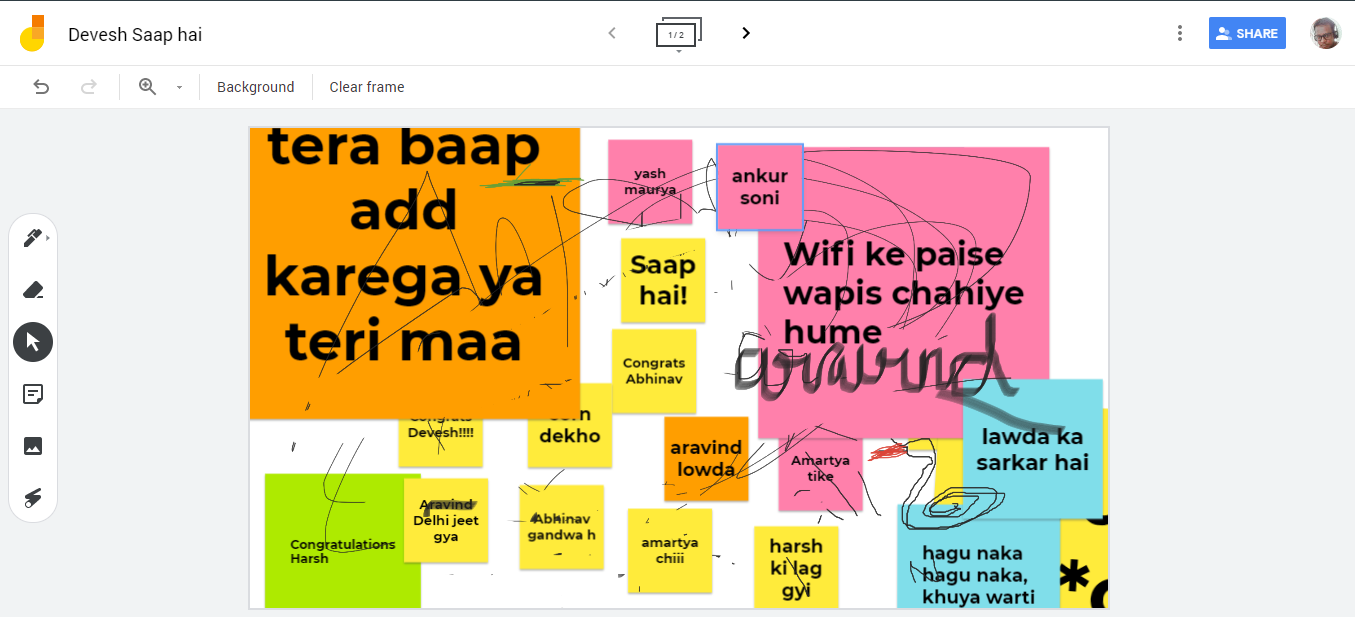 Devesh Saap hai
1 / 2
SHARE
Background
Clear frame
tera baap
add
karega ya
teri maa
yash
maurya
ankur
soni
Saap
hai!
Wifi ke paise
wapis chahiye
hume
aravind
Congrats
Abhinav
Congrats
Devesh!!!!
dekho
aravind
lowda
Amartya
tike
lawda ka
sarkar hai
Congratulations
Harsh
Aravind
Delhi jeet
gya
Abhinav
gandwa h
amartya
chiii
harsh
ki lag
gyi
hagu naka
hagu naka,
khuya warti